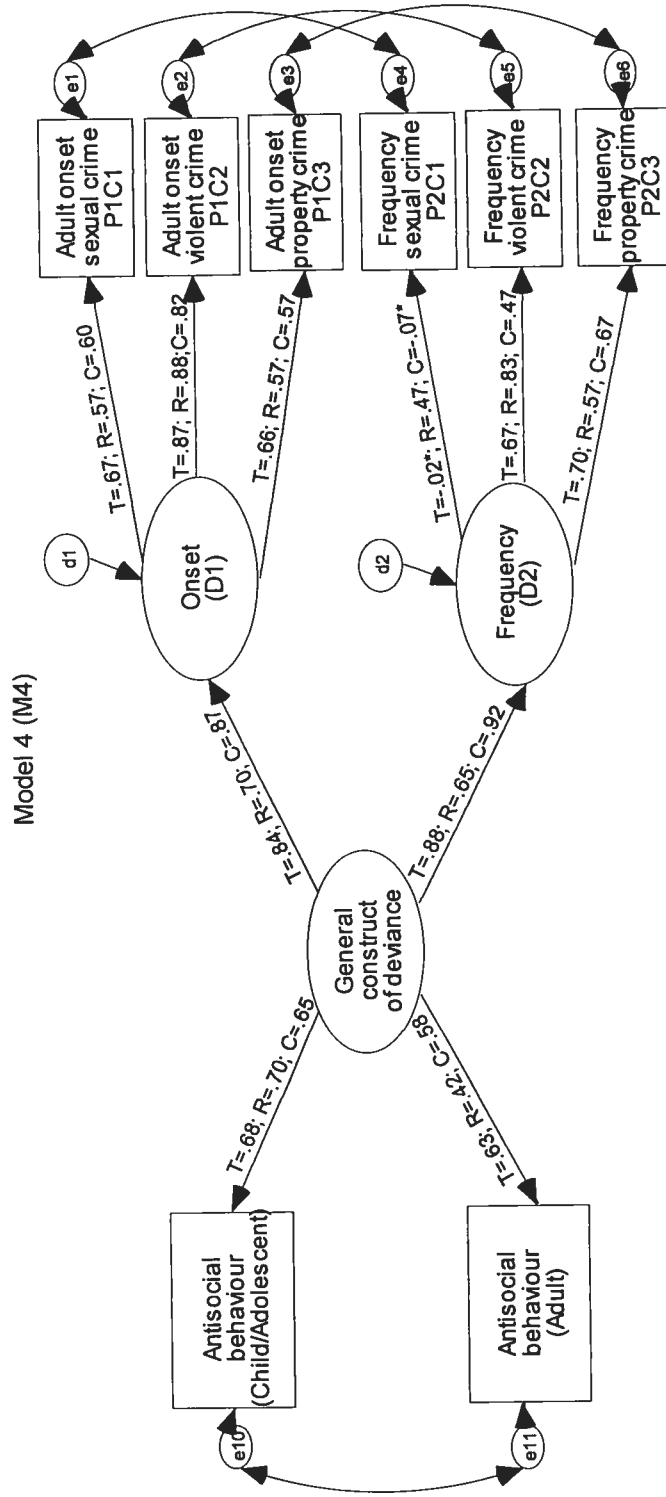 Model 4 (M4)
Antisocial
behaviour
(Child/Adolescent)
Antisocial
behaviour
(Adult)
e10
e11
T=.68; R=.70; C=.65
T=.63; R=.42; C=.58
General
construct
of deviance
T=.84; R=.70; C=.87
T=.88; R=.65; C=.92
d1
Onset
(D1)
d2
Frequency
(D2)
T=.67; R=.57; C=.60
T=.87; R=.88;C=.82
T=.66; R=.57; C=.57
T=-.02*; R=.47; C=-.07*
T=.67; R=.83; C=.47
T=.70; R=.57; C=.67
Adult onset
sexual crime
P1C1
Adult onset
violent crime
P1C2
Adult onset
property crime
P1C3
Frequency
sexual crime
P2C1
Frequency
violent crime
P2C2
Frequency
property crime
P2C3
e1
e2
e3
e4
e5
e6